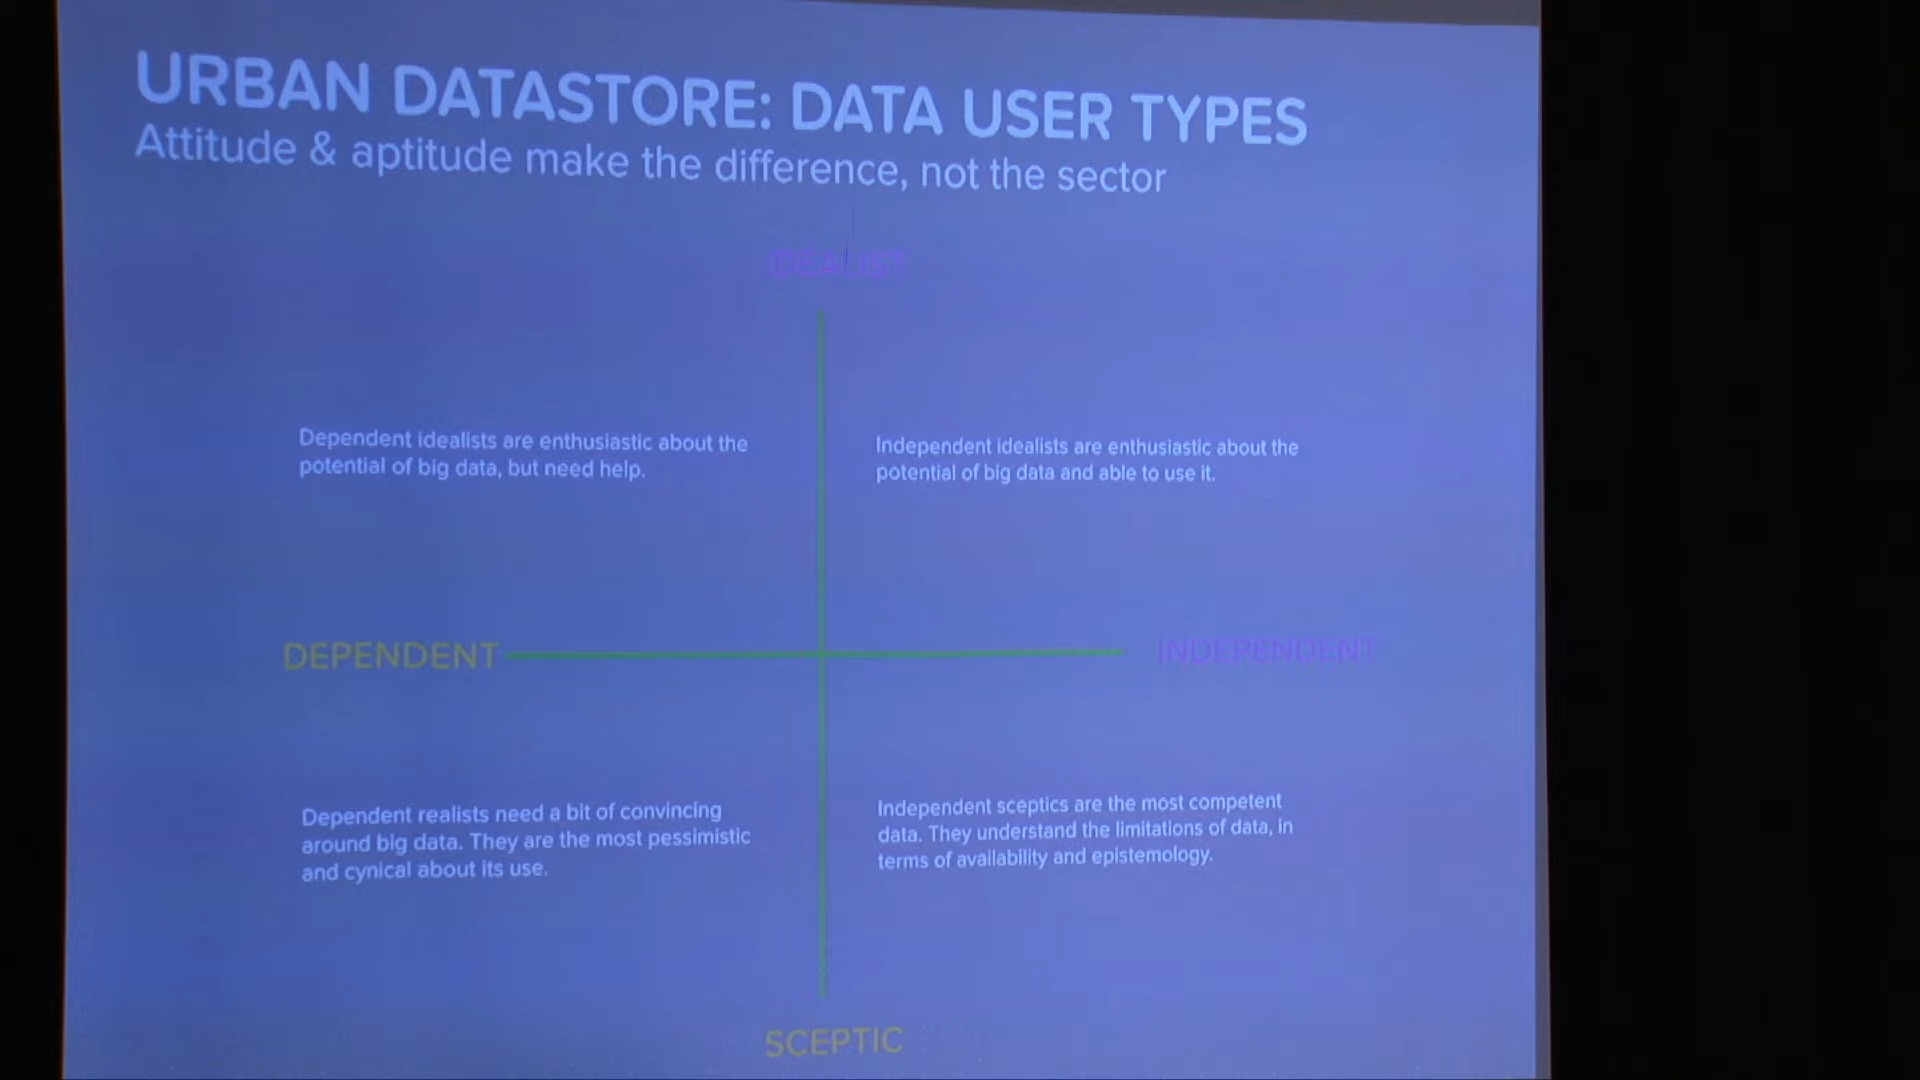 URBAN DATASTORE: DATA USER TYPES
Attitude & aptitude make the difference, not the sector
IDEALIST
Dependent idealists are enthusiastic about the
potential of big data, but need help.
Independent idealists are enthusiastic about the
potential of big data and able to use it.
DEPENDENT
INDEPENDENT
Dependent realists need a bit of convincing
around big data. They are the most pessimistic
and cynical about its use.
Independent sceptics are the most competent
data. They understand the limitations of data, in
terms of availability and epistemology.
SCEPTIC